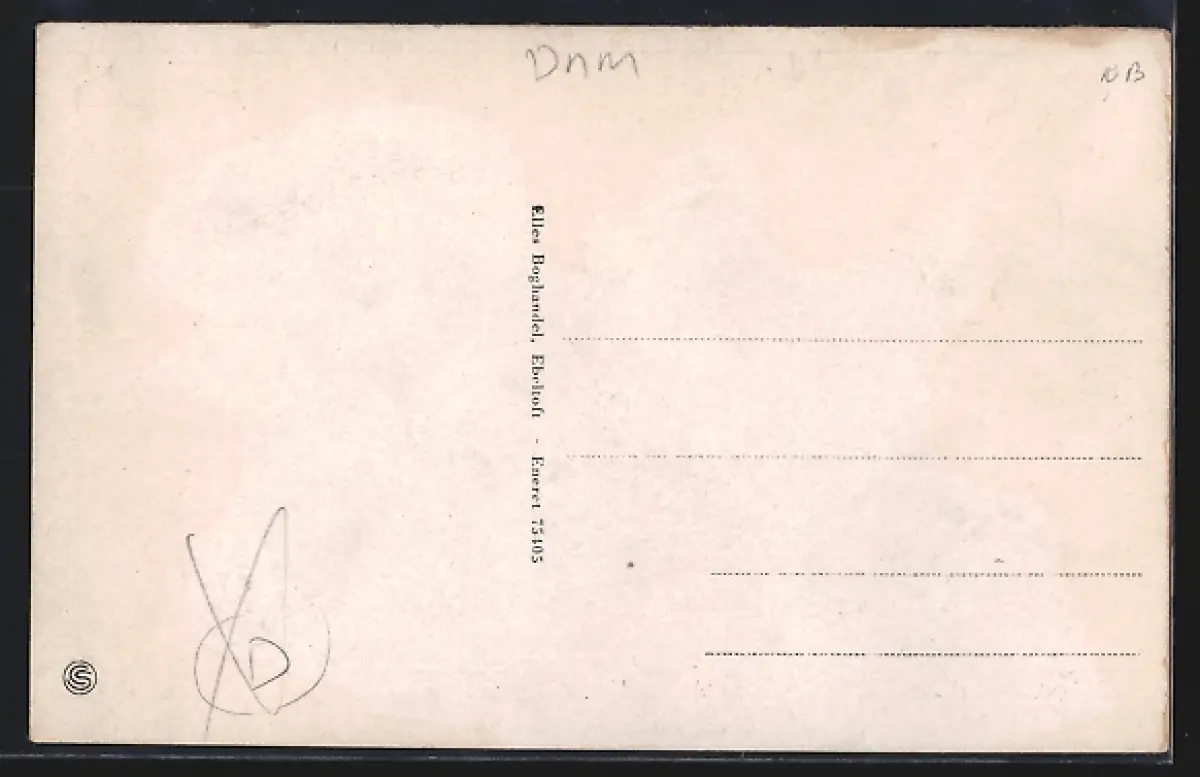 DnM
NB
Elles Boghandel, Ebeltoft - Eneret 75405
D